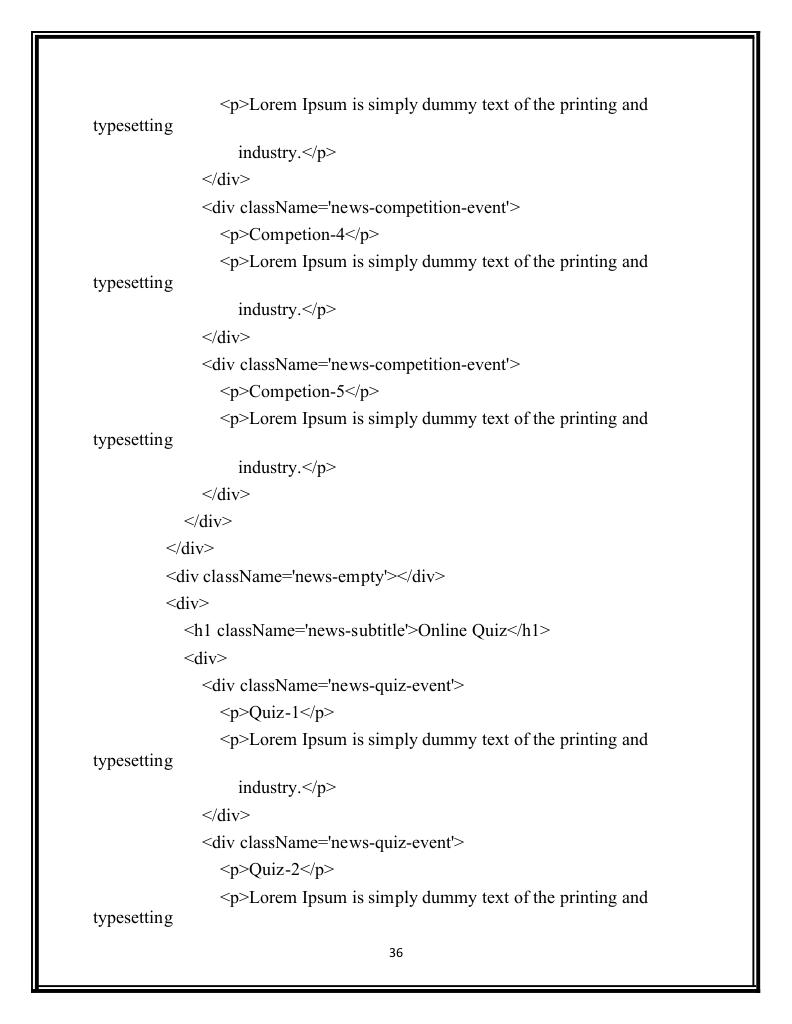 <p>Lorem Ipsum is simply dummy text of the printing and
typesetting
industry.</p>
</div>
<div className='news-competition-event'>
<p>Competion-4</p>
<p>Lorem Ipsum is simply dummy text of the printing and
typesetting
industry.</p>
</div>
<div className='news-competition-event'>
<p>Competion-5</p>
<p>Lorem Ipsum is simply dummy text of the printing and
typesetting
industry.</p>
</div>
</div>
</div>
<div className='news-empty'></div>
<div>
<h1 className='news-subtitle'>Online Quiz</h1>
<div>
<div className='news-quiz-event'>
<p>Quiz-1</p>
<p>Lorem Ipsum is simply dummy text of the printing and
typesetting
industry.</p>
</div>
<div className='news-quiz-event'>
<p>Quiz-2</p>
<p>Lorem Ipsum is simply dummy text of the printing and
typesetting
36